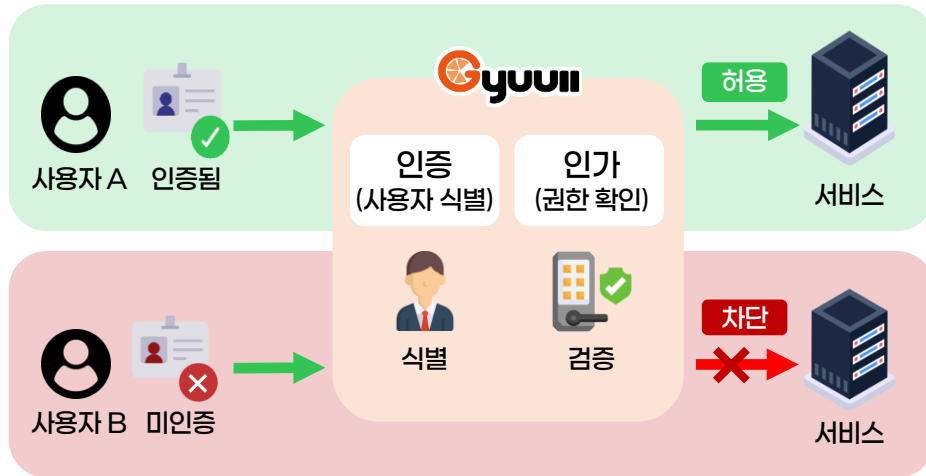 Gyuuii
허용
인증
(사용자 식별)
인가
(권한 확인)
사용자 A
인증됨
서비스
식별
검증
차단
사용자 B
미인증
서비스